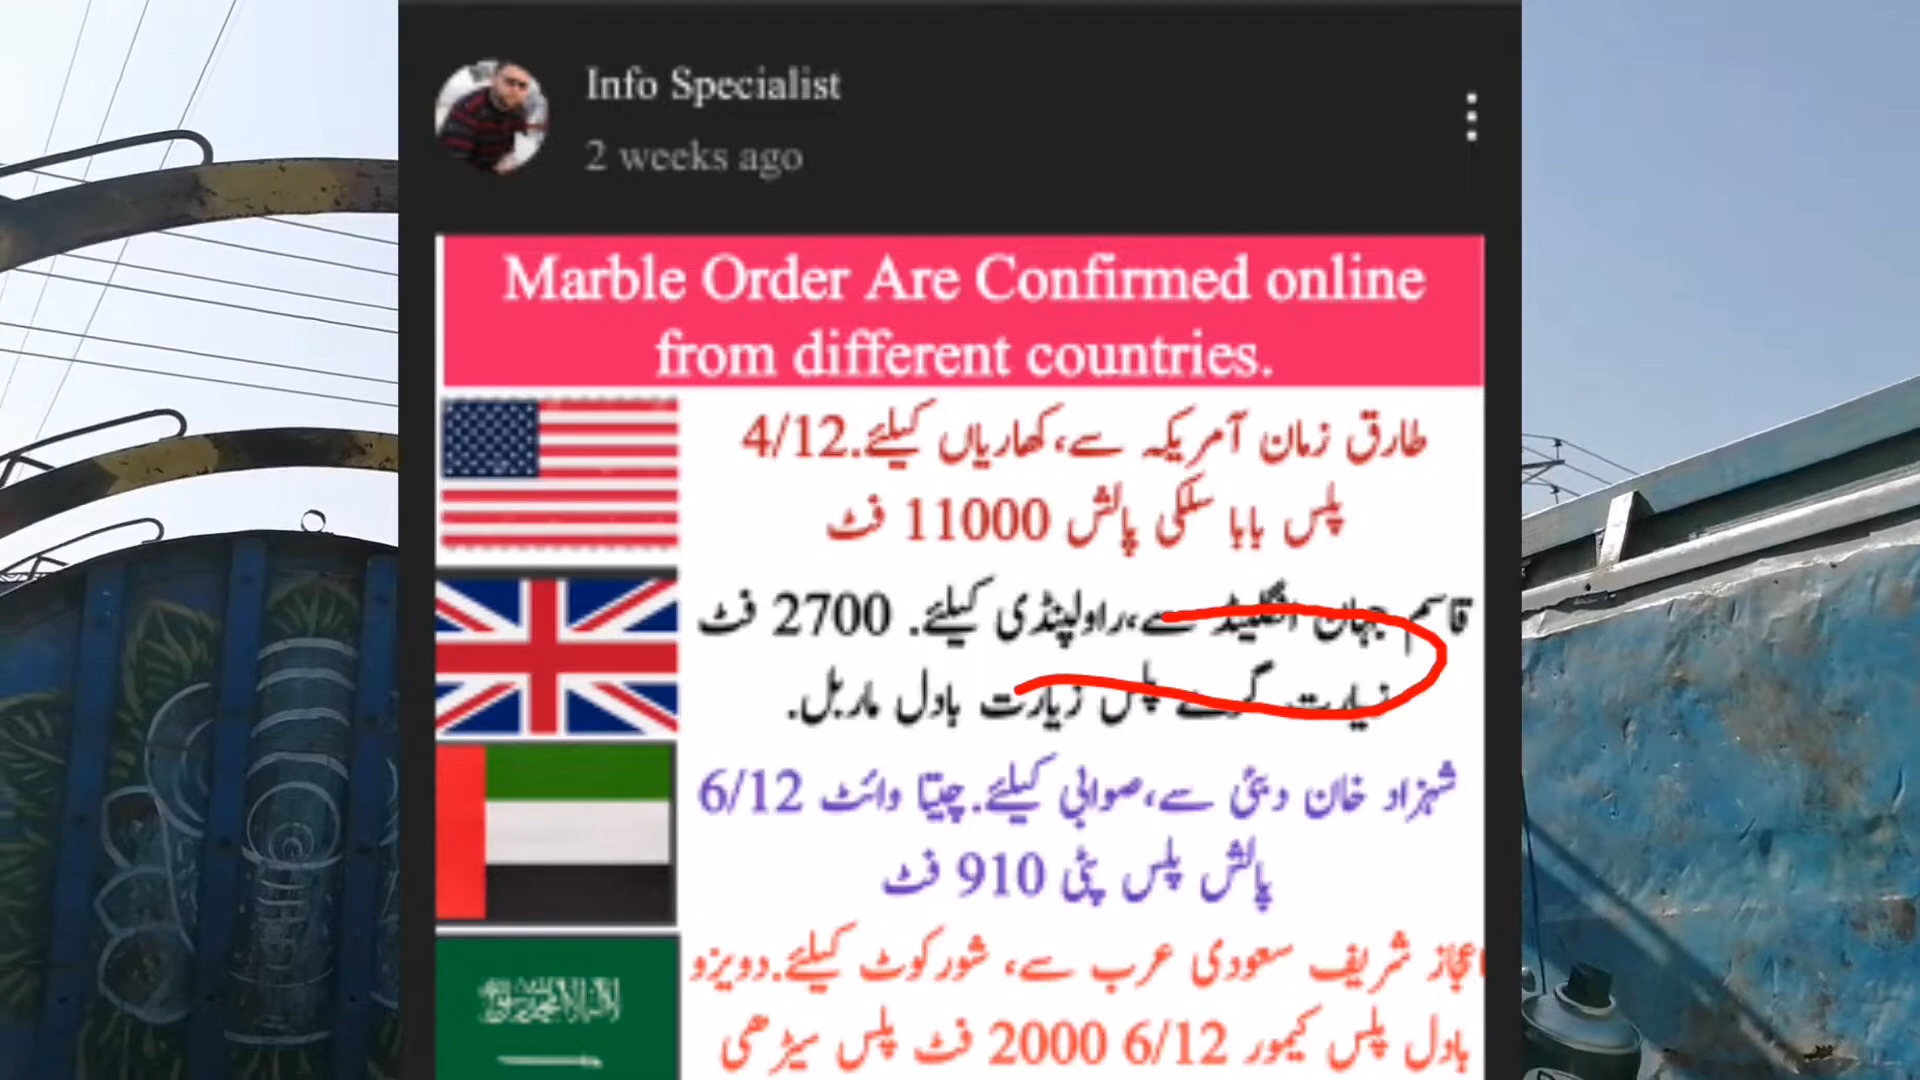 Info Specialist
2 weeks ago
Marble Order Are Confirmed online
from different countries.
طارق زمان آمریکہ سے،کھاریاں کیلئے.4/12
پلس بابا سلکی پالش 11000 فٹ
قاسم جہان انگلینڈ سے،راولپنڈی کیلئے. 2700 فٹ
زیارت گرے پلس زیارت بادل ماربل.
شہزاد خان دبئی سے،صوابی کیلئے.چیتا وائٹ 6/12
پالش پلس پٹی 910 فٹ
اعجاز شریف سعودی عرب سے، شورکوٹ کیلئے.دویزو
بادل پلس کیمور 6/12 2000 فٹ پلس سیڑھی